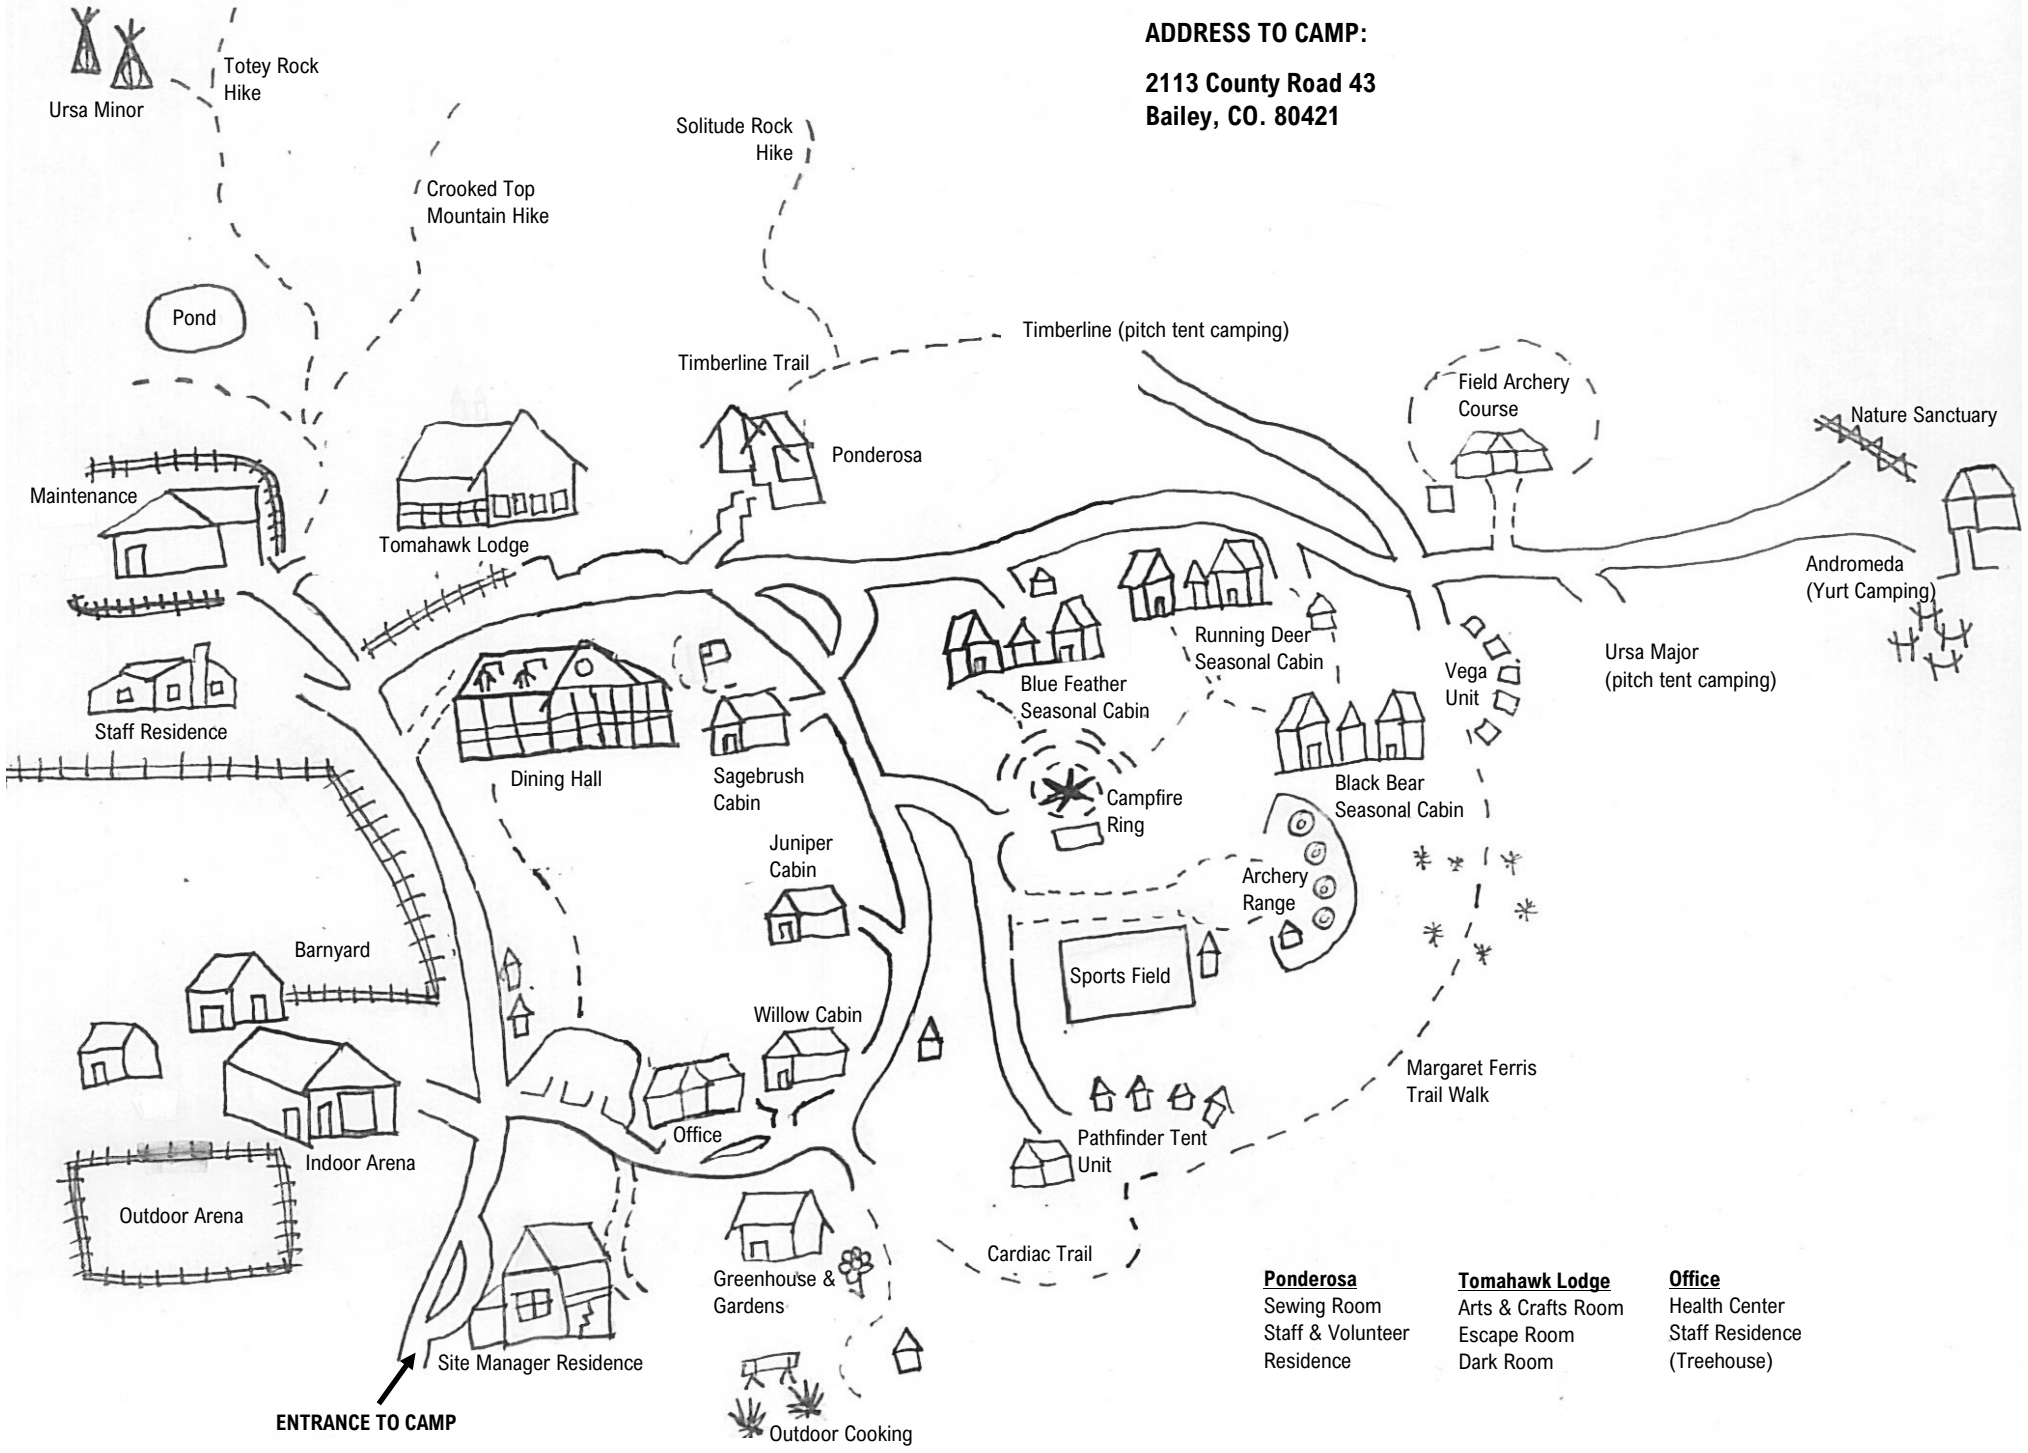 ADDRESS TO CAMP:
2113 County Road 43
Bailey, CO. 80421
Totey Rock
Hike
Ursa Minor
Solitude Rock
Hike
Crooked Top
Mountain Hike
Pond
Timberline (pitch tent camping)
Timberline Trail
Field Archery
Course
Nature Sanctuary
Ponderosa
Maintenance
Tomahawk Lodge
Andromeda
(Yurt Camping)
Running Deer
Seasonal Cabin
Ursa Major
(pitch tent camping)
Vega
Unit
Blue Feather
Seasonal Cabin
Staff Residence
Dining Hall
Sagebrush
Cabin
Black Bear
Seasonal Cabin
Campfire
Ring
Juniper
Cabin
Archery
Range
Barnyard
Sports Field
Willow Cabin
Margaret Ferris
Trail Walk
Office
Pathfinder Tent
Unit
Indoor Arena
Outdoor Arena
Cardiac Trail
Greenhouse &
Gardens
Site Manager Residence
ENTRANCE TO CAMP
Outdoor Cooking
Ponderosa
Sewing Room
Staff & Volunteer
Residence
Tomahawk Lodge
Arts & Crafts Room
Escape Room
Dark Room
Office
Health Center
Staff Residence
(Treehouse)